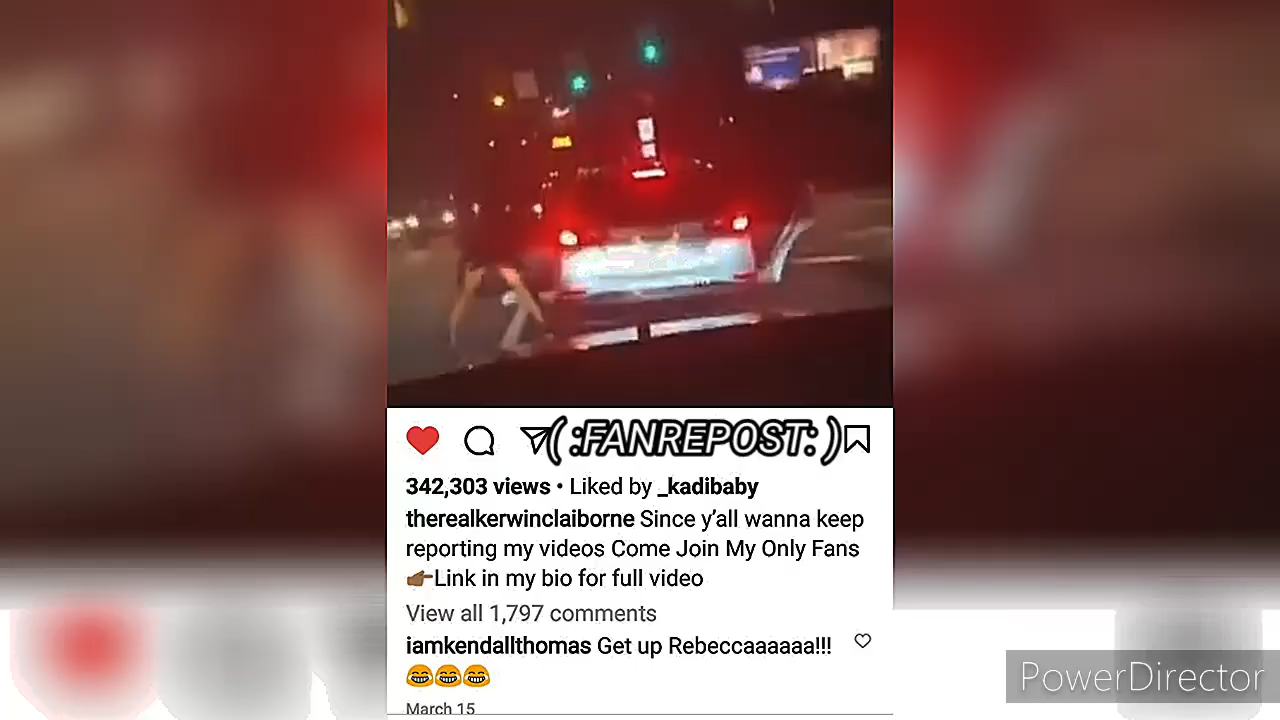 ( :FANREPOST: )
342,303 views • Liked by _kadibaby
therealkerwinclaiborne Since y’all wanna keep
reporting my videos Come Join My Only Fans
👉🏾Link in my bio for full video
View all 1,797 comments
iamkendallthomas Get up Rebeccaaaaaa!!!
😂😂😂
March 15
PowerDirector